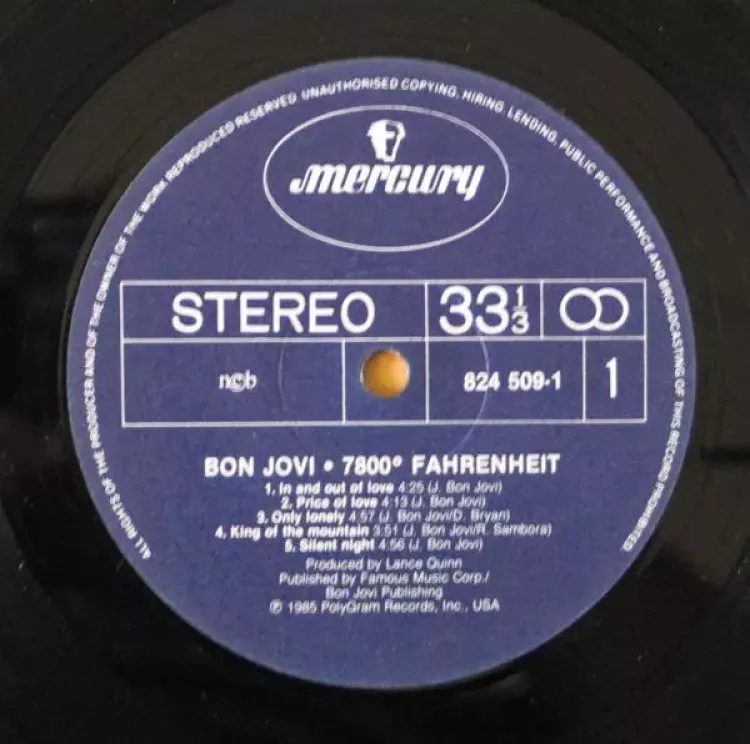 ALL RIGHTS OF THE PRODUCER AND OF THE OWNER OF THE WORK REPRODUCED RESERVED UNAUTHORISED COPYING, HIRING, LENDING, PUBLIC PERFORMANCE AND BROADCASTING OF THIS RECORD PROHIBITED
mercury
STEREO 33 1/3
ncb 824 509-1 1
BON JOVI • 7800° FAHRENHEIT
1. In and out of love 4:25 (J. Bon Jovi)
2. Price of love 4:13 (J. Bon Jovi)
3. Only lonely 4:57 (J. Bon Jovi/D. Bryan)
4. King of the mountain 3:51 (J. Bon Jovi/R. Sambora)
5. Silent night 4:56 (J. Bon Jovi)
Produced by Lance Quinn
Published by Famous Music Corp./
Bon Jovi Publishing
℗ 1985 PolyGram Records, Inc., USA